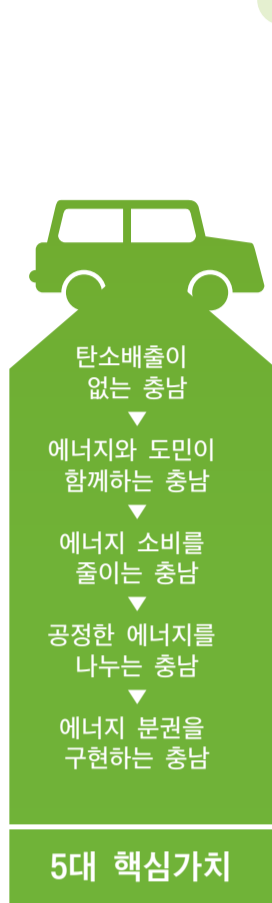 탄소배출이
없는 충남
▼
에너지와 도민이
함께하는 충남
▼
에너지 소비를
줄이는 충남
▼
공정한 에너지를
나누는 충남
▼
에너지 분권을
구현하는 충남
5대 핵심가치